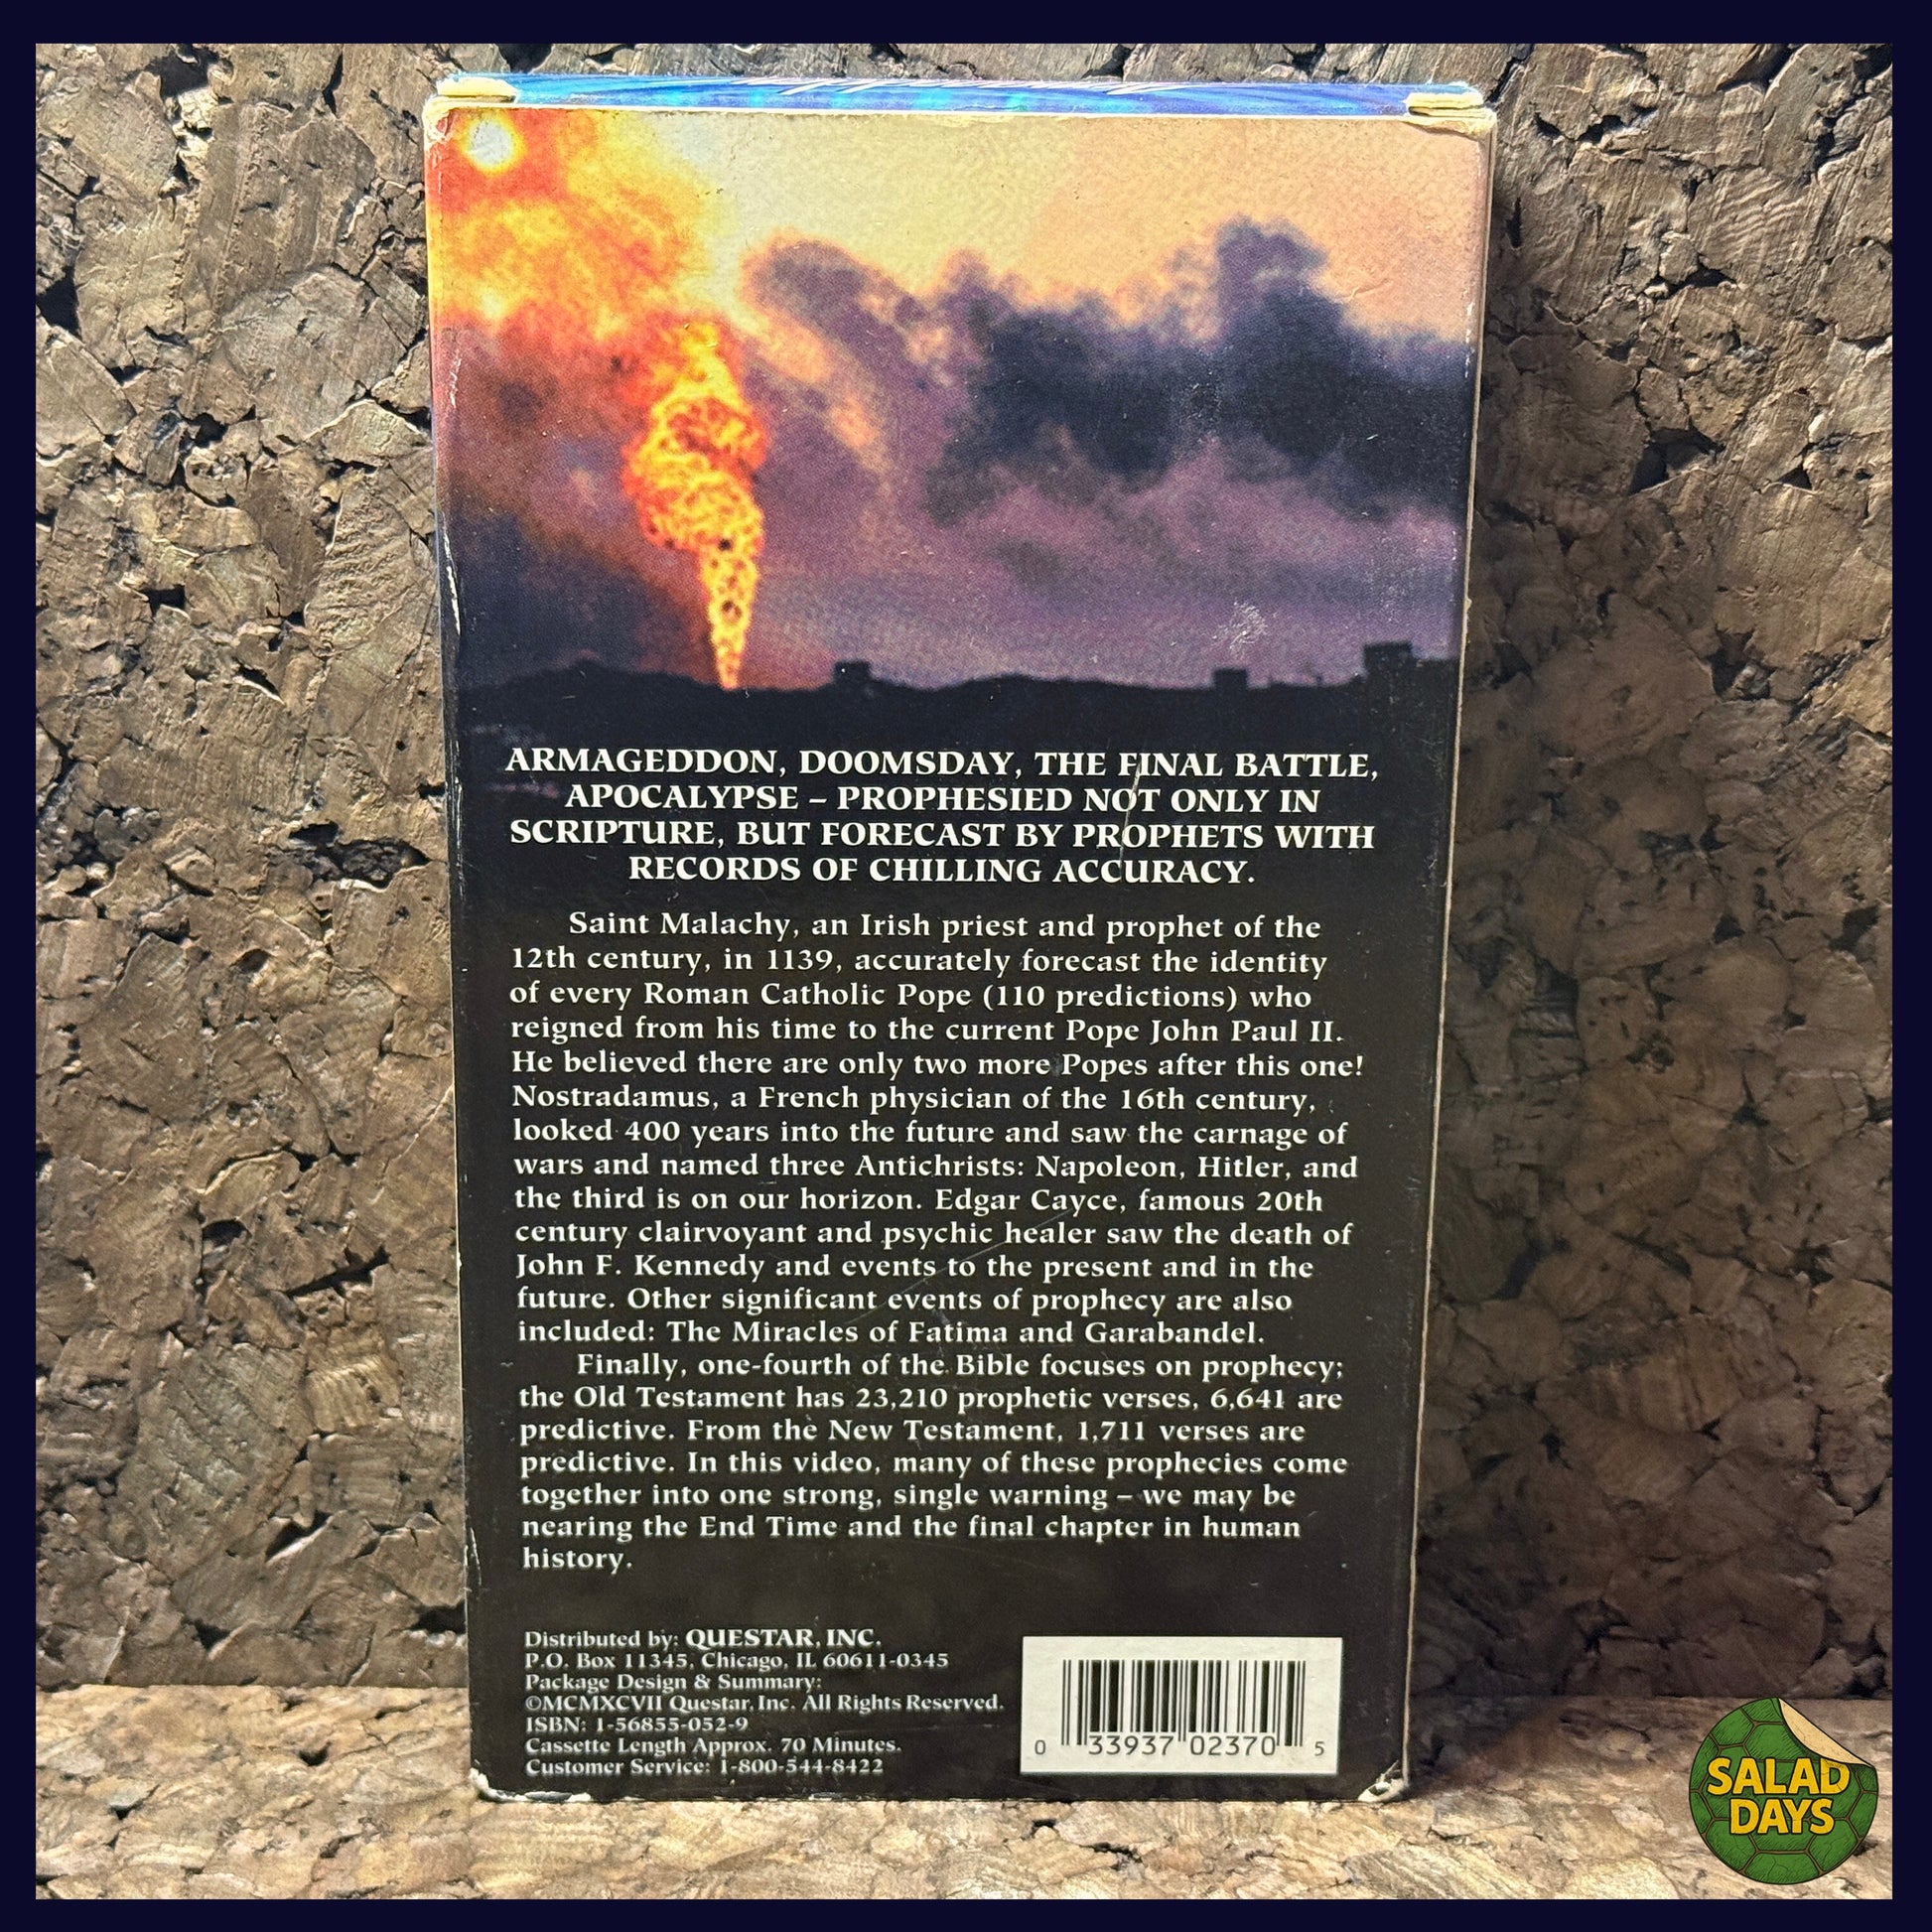 ARMAGEDDON, DOOMSDAY, THE FINAL BATTLE,
APOCALYPSE – PROPHESIED NOT ONLY IN
SCRIPTURE, BUT FORECAST BY PROPHETS WITH
RECORDS OF CHILLING ACCURACY.
Saint Malachy, an Irish priest and prophet of the
12th century, in 1139, accurately forecast the identity
of every Roman Catholic Pope (110 predictions) who
reigned from his time to the current Pope John Paul II.
He believed there are only two more Popes after this one!
Nostradamus, a French physician of the 16th century,
looked 400 years into the future and saw the carnage of
wars and named three Antichrists: Napoleon, Hitler, and
the third is on our horizon. Edgar Cayce, famous 20th
century clairvoyant and psychic healer saw the death of
John F. Kennedy and events to the present and in the
future. Other significant events of prophecy are also
included: The Miracles of Fatima and Garabandel.
Finally, one-fourth of the Bible focuses on prophecy;
the Old Testament has 23,210 prophetic verses, 6,641 are
predictive. From the New Testament, 1,711 verses are
predictive. In this video, many of these prophecies come
together into one strong, single warning – we may be
nearing the End Time and the final chapter in human
history.
Distributed by: QUESTAR, INC.
P.O. Box 11345, Chicago, IL 60611-0345
Package Design & Summary:
©MCMXCVII Questar, Inc. All Rights Reserved.
ISBN: 1-56855-052-9
Cassette Length Approx. 70 Minutes.
Customer Service: 1-800-544-8422
0 33937 02370 5
SALAD
DAYS